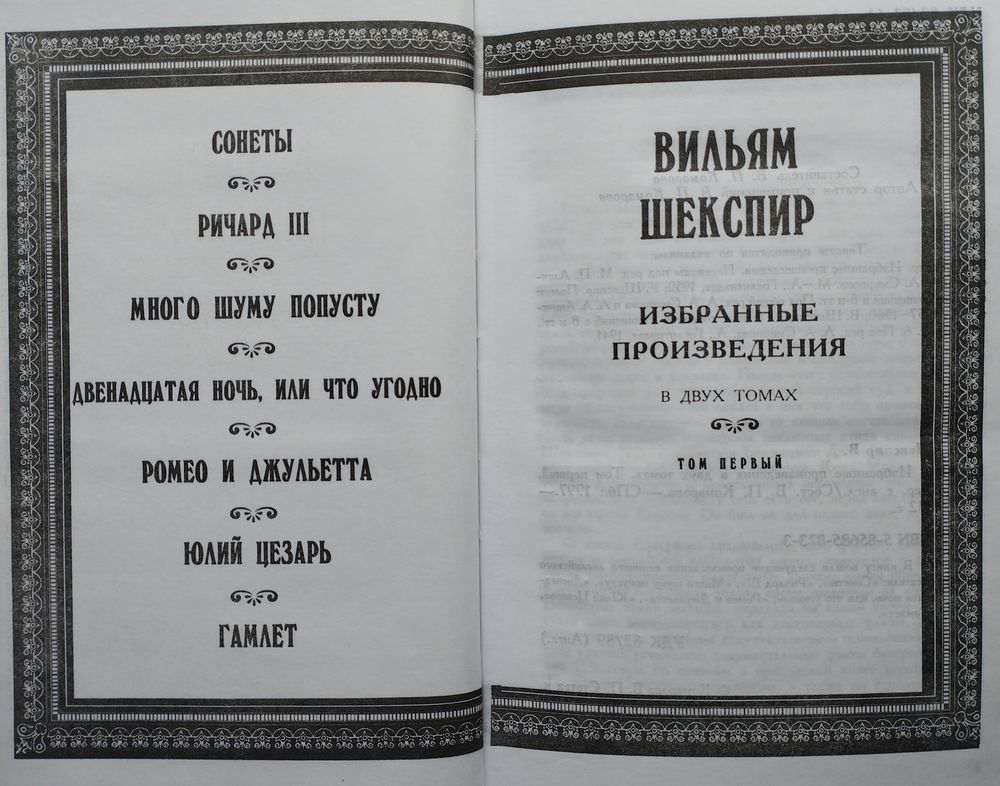 СОНЕТЫ
РИЧАРД III
МНОГО ШУМУ ПОПУСТУ
ДВЕНАДЦАТАЯ НОЧЬ, ИЛИ ЧТО УГОДНО
РОМЕО И ДЖУЛЬЕТТА
ЮЛИЙ ЦЕЗАРЬ
ГАМЛЕТ
ВИЛЬЯМ
ШЕКСПИР
ИЗБРАННЫЕ
ПРОИЗВЕДЕНИЯ
В ДВУХ ТОМАХ
ТОМ ПЕРВЫЙ